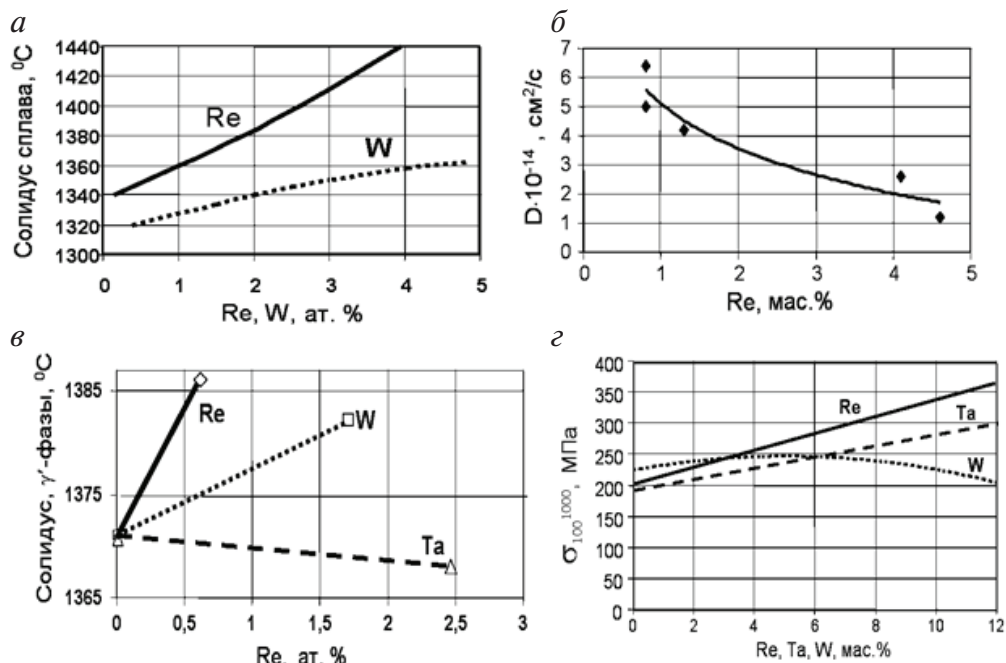 а
Солидус сплава, ⁰С
1440
1420
1400
1380
1360
1340
1320
1300
Re
W
0 1 2 3 4 5
Re, W, ат. %
б
D·10⁻¹⁴ , см²/с
7
6
5
4
3
2
1
0
0 1 2 3 4 5
Re, мас.%
в
Солидус, γ′-фазы, ⁰С
1385
1375
1365
Re
W
Ta
0 0,5 1 1,5 2 2,5 3
Re, ат. %
г
σ₁₀₀¹⁰⁰⁰, МПа
400
350
300
250
200
150
100
50
0
Re
Ta
W
0 2 4 6 8 10 12
Re, Ta, W, мас.%